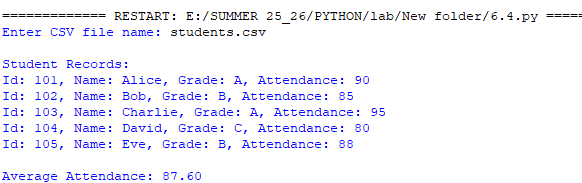 ============= RESTART: E:/SUMMER 25_26/PYTHON/lab/New folder/6.4.py =====
Enter CSV file name: students.csv
Student Records:
Id: 101, Name: Alice, Grade: A, Attendance: 90
Id: 102, Name: Bob, Grade: B, Attendance: 85
Id: 103, Name: Charlie, Grade: A, Attendance: 95
Id: 104, Name: David, Grade: C, Attendance: 80
Id: 105, Name: Eve, Grade: B, Attendance: 88
Average Attendance: 87.60